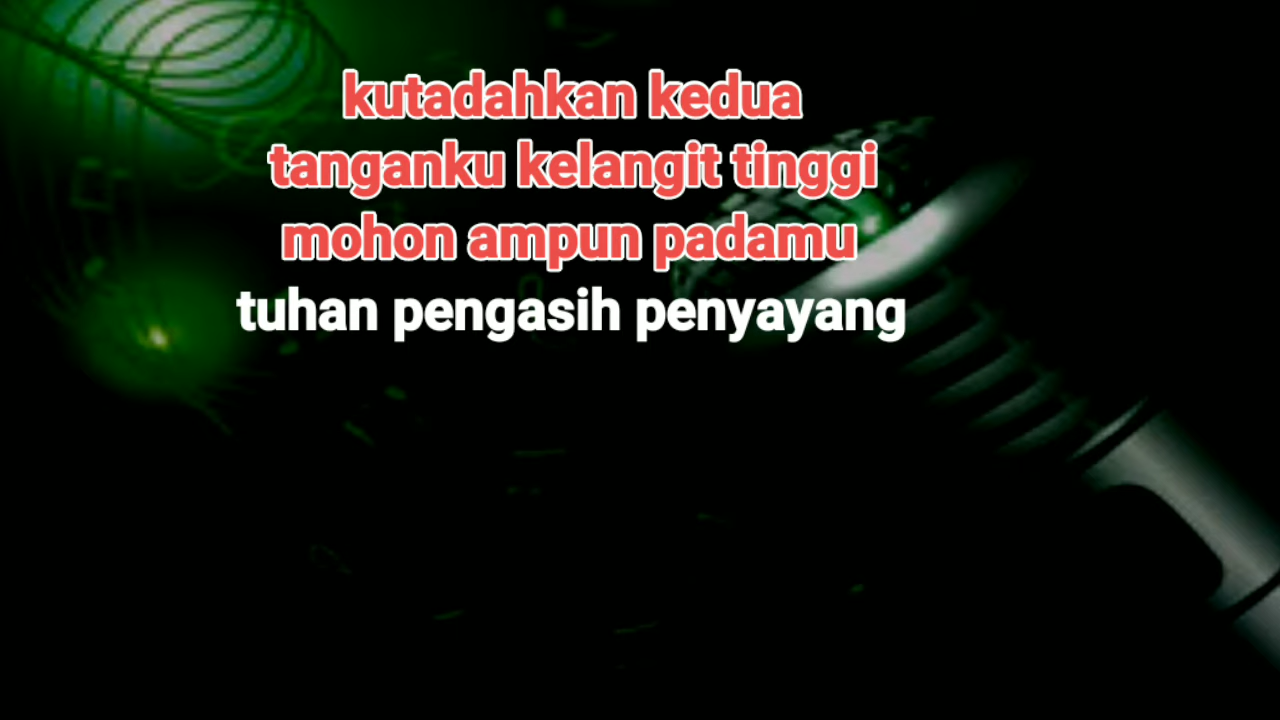 kutadahkan kedua
tanganku kelangit tinggi
mohon ampun padamu
tuhan pengasih penyayang